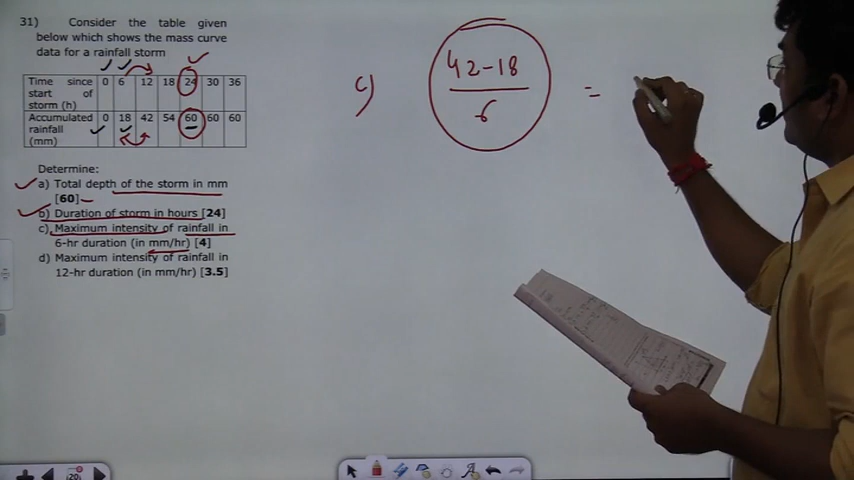 31) Consider the table given
below which shows the mass curve
data for a rainfall storm
Time since start of storm (h) 0 6 12 18 24 30 36
Accumulated rainfall (mm) 0 18 42 54 60 60 60
Determine:
a) Total depth of the storm in mm
[60]
b) Duration of storm in hours [24]
c) Maximum intensity of rainfall in
6-hr duration (in mm/hr) [4]
d) Maximum intensity of rainfall in
12-hr duration (in mm/hr) [3.5]
c)
42-18
6
=